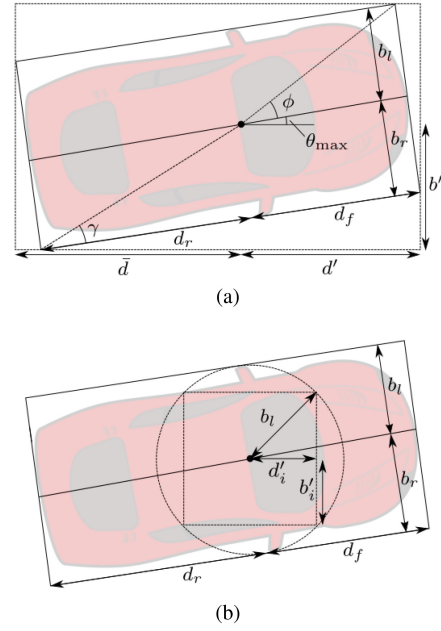 b_l
ϕ
θ_max
b_r
b'
γ
d_r
d_f
d̄
d'
(a)
b_l
b_l
d'_i
b'_i
b_r
d_r
d_f
(b)